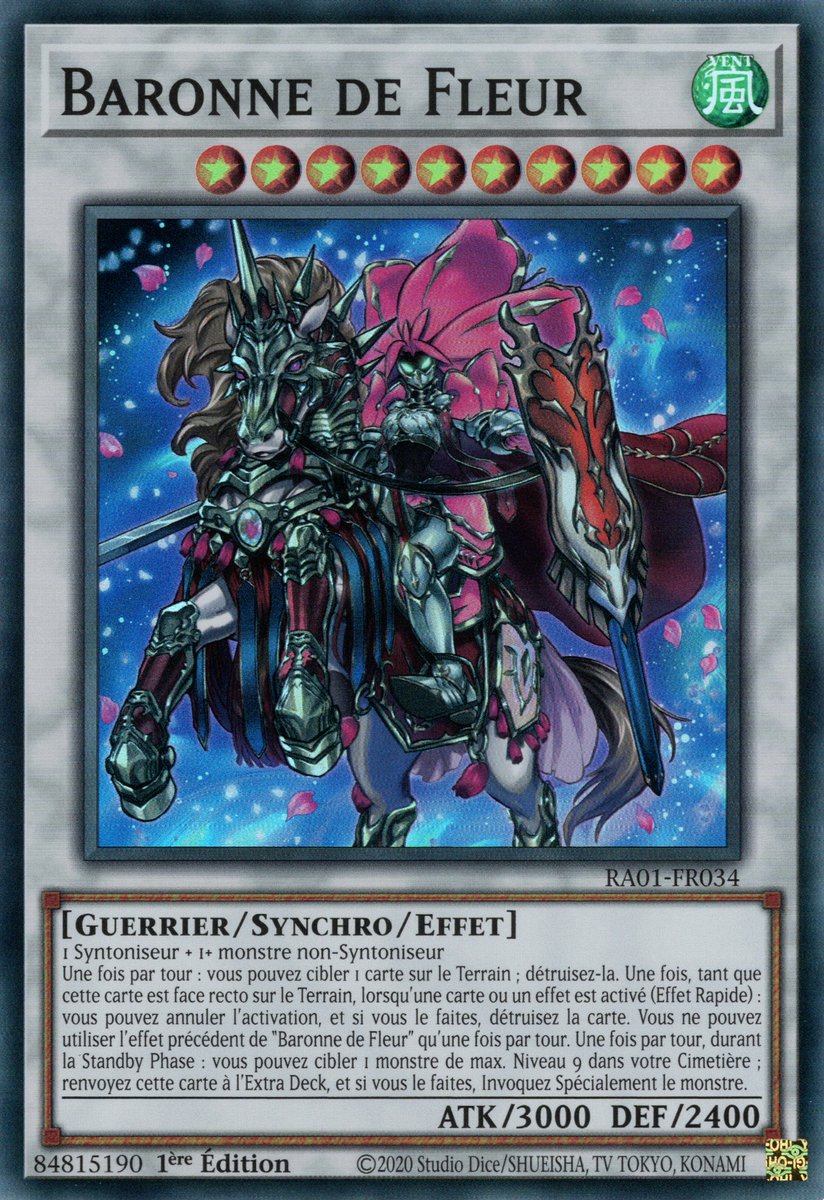 Baronne de Fleur
VENT
風
RA01-FR034
[Guerrier/Synchro/Effet]
1 Syntoniseur + 1+ monstre non-Syntoniseur
Une fois par tour : vous pouvez cibler 1 carte sur le Terrain ; détruisez-la. Une fois, tant que
cette carte est face recto sur le Terrain, lorsqu'une carte ou un effet est activé (Effet Rapide) :
vous pouvez annuler l'activation, et si vous le faites, détruisez la carte. Vous ne pouvez
utiliser l'effet précédent de "Baronne de Fleur" qu'une fois par tour. Une fois par tour, durant
la Standby Phase : vous pouvez cibler 1 monstre de max. Niveau 9 dans votre Cimetière ;
renvoyez cette carte à l'Extra Deck, et si vous le faites, Invoquez Spécialement le monstre.
ATK/3000 DEF/2400
84815190 1ère Édition ©2020 Studio Dice/SHUEISHA, TV TOKYO, KONAMI